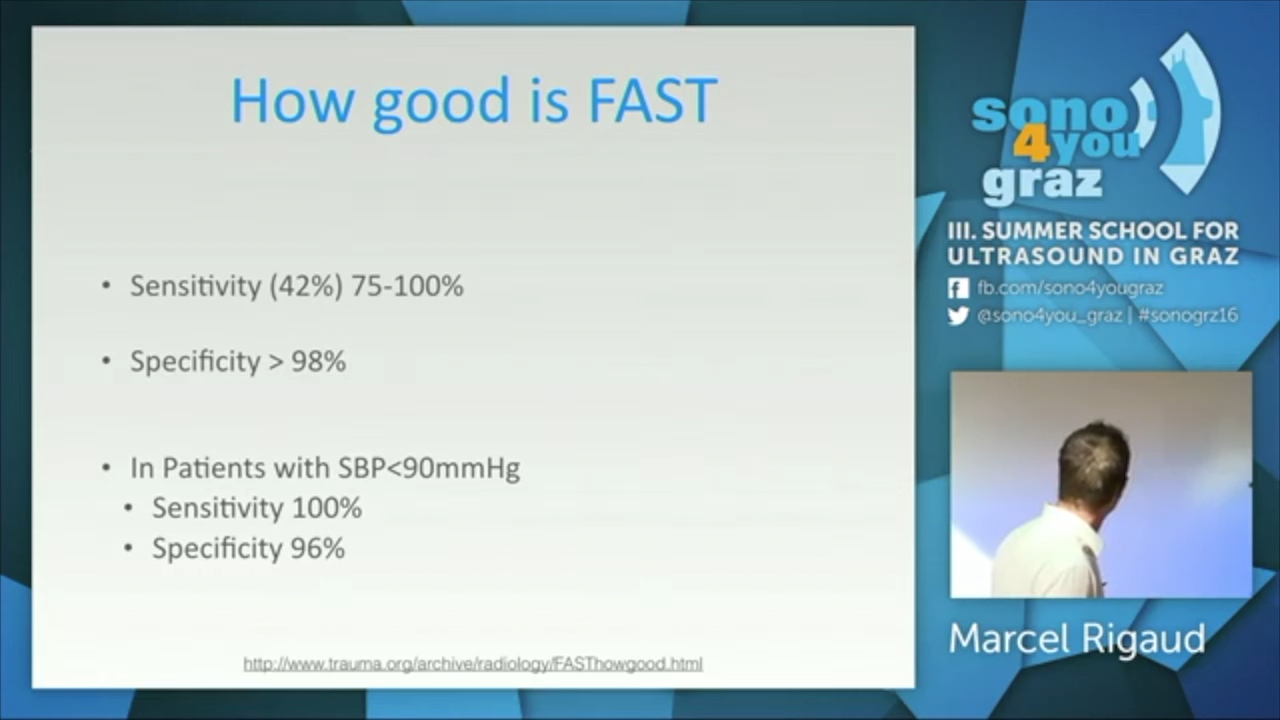 How good is FAST
• Sensitivity (42%) 75-100%
• Specificity > 98%
• In Patients with SBP<90mmHg
• Sensitivity 100%
• Specificity 96%
http://www.trauma.org/archive/radiology/FASThowgood.html
sono
4you
graz
III. SUMMER SCHOOL FOR
ULTRASOUND IN GRAZ
fb.com/sono4yougraz
@sono4you_graz | #sonogrz16
Marcel Rigaud